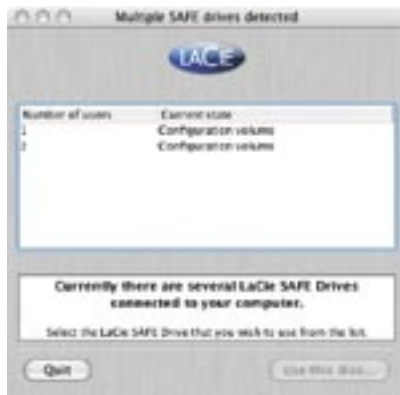 Multiple SAFE drives detected
LACIE
Number of users Current state
1 Configuration volume
2 Configuration volume
Currently there are several LaCie SAFE Drives
connected to your computer.
Select the LaCie SAFE Drive that you wish to use from the list.
Quit Use this disk...